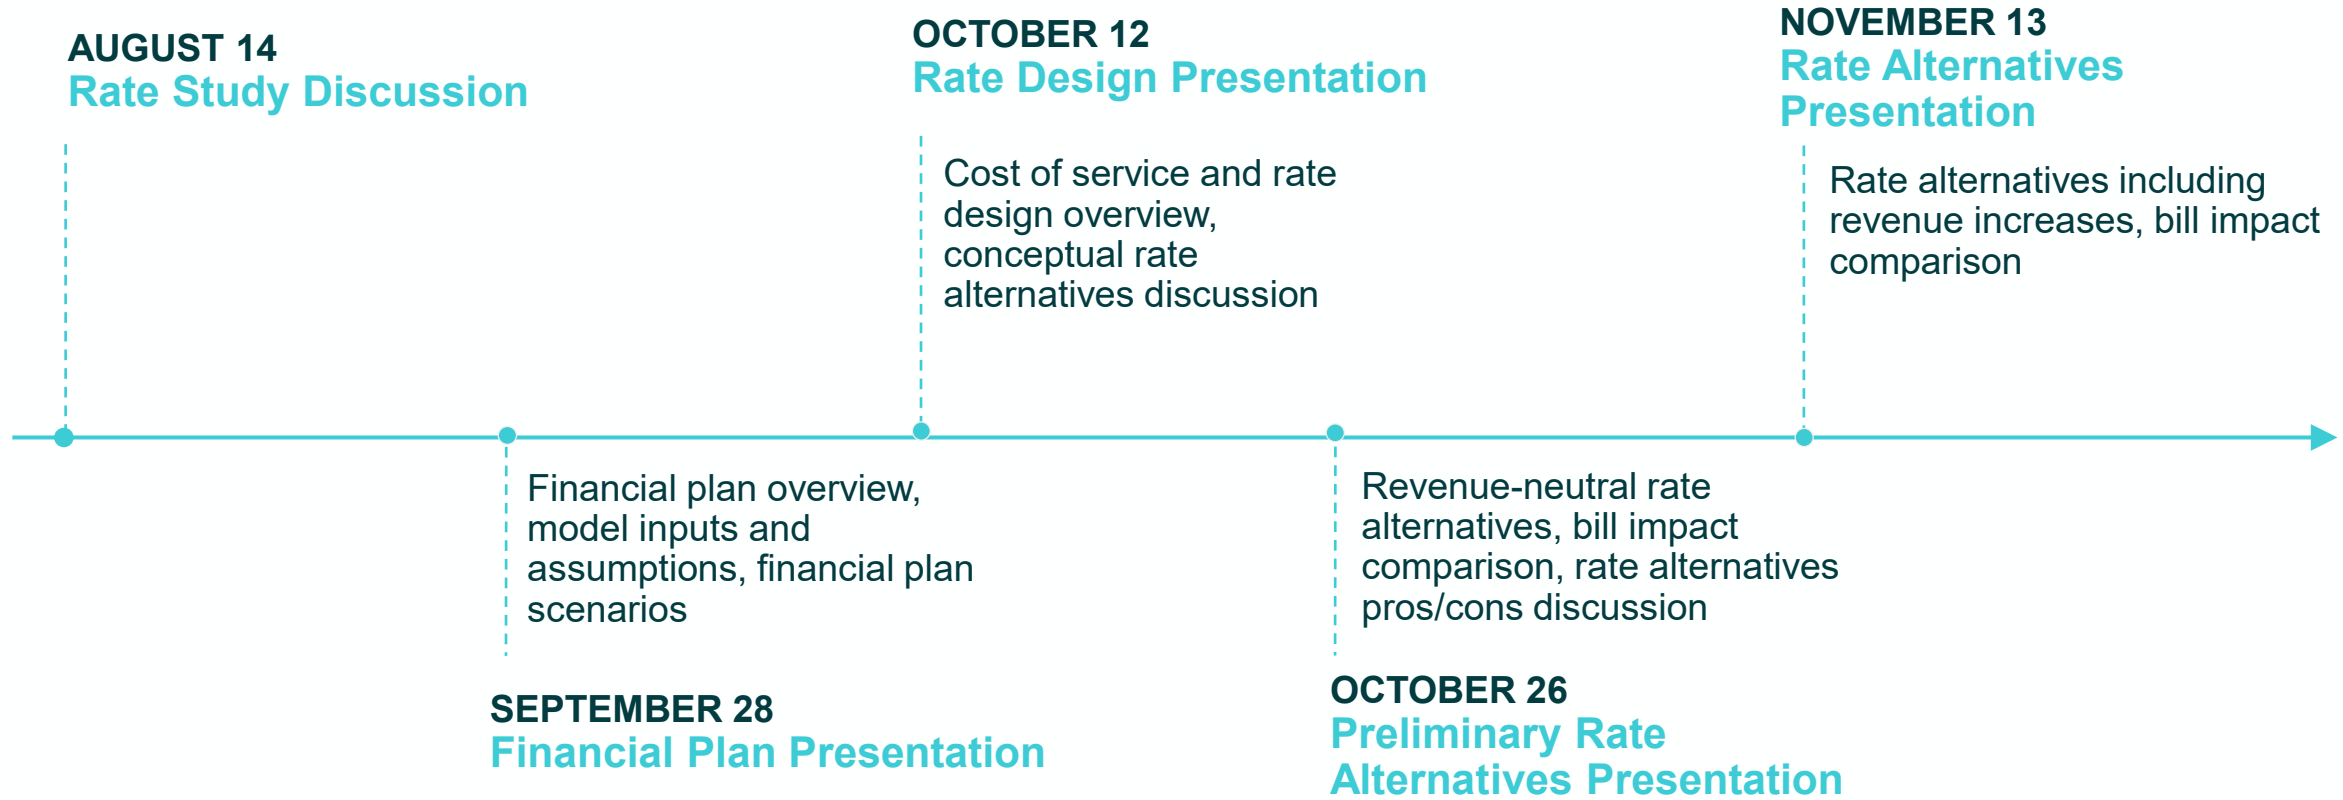 AUGUST 14
Rate Study Discussion
SEPTEMBER 28
Financial Plan Presentation
Financial plan overview,
model inputs and
assumptions, financial plan
scenarios
OCTOBER 12
Rate Design Presentation
Cost of service and rate
design overview,
conceptual rate
alternatives discussion
OCTOBER 26
Preliminary Rate
Alternatives Presentation
Revenue-neutral rate
alternatives, bill impact
comparison, rate alternatives
pros/cons discussion
NOVEMBER 13
Rate Alternatives
Presentation
Rate alternatives including
revenue increases, bill impact
comparison